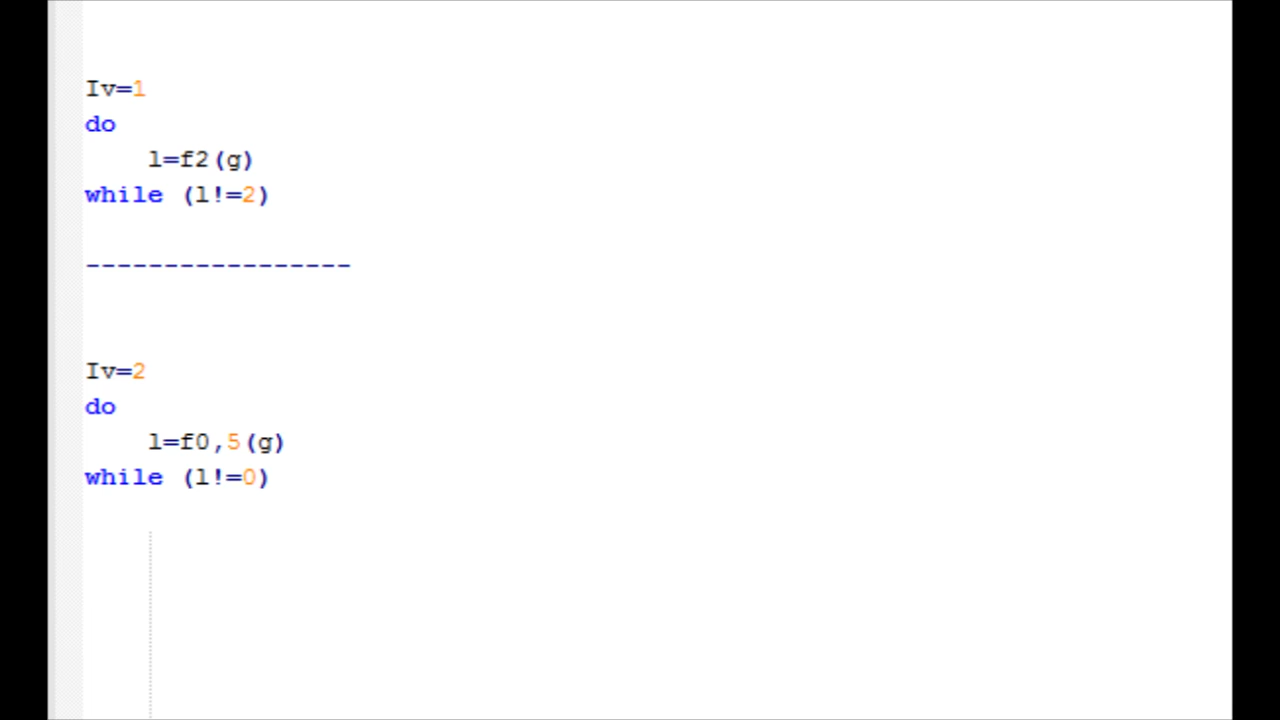 Iv=1
do
l=f2(g)
while (l!=2)
-----------------
Iv=2
do
l=f0,5(g)
while (l!=0)